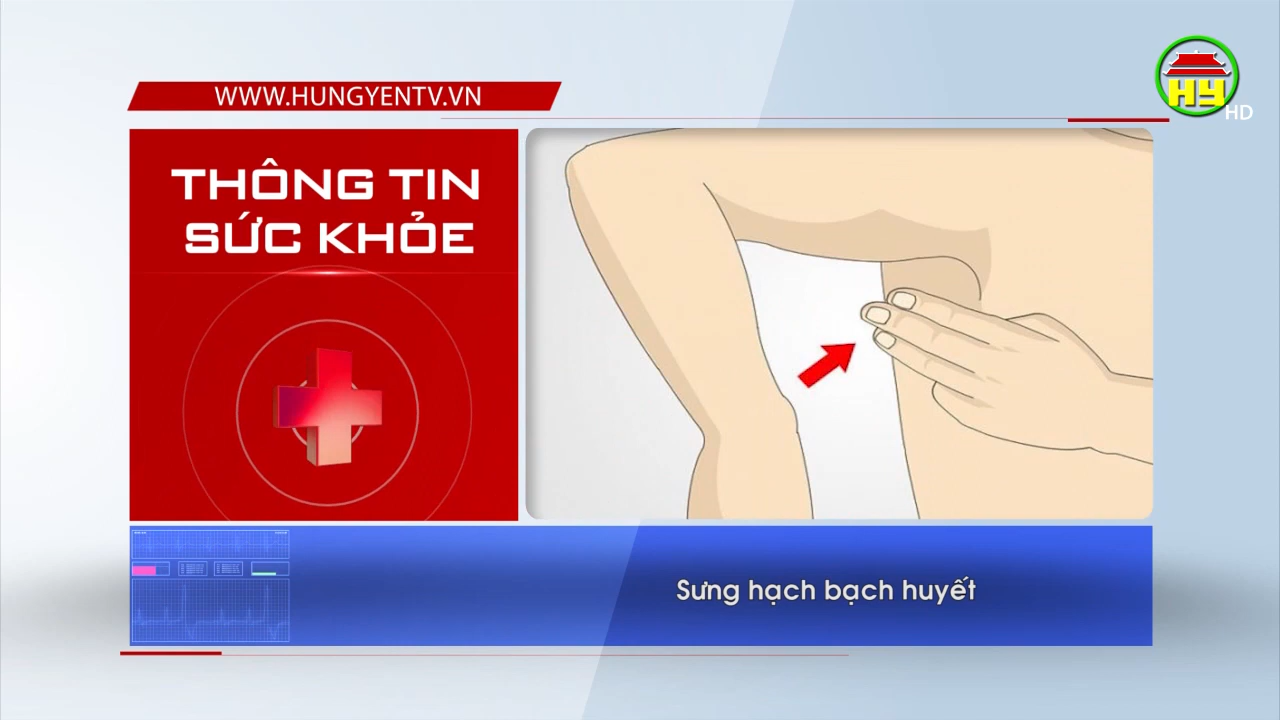 WWW.HUNGYENTV.VN
HY
HD
THÔNG TIN
SỨC KHỎE
Sưng hạch bạch huyết